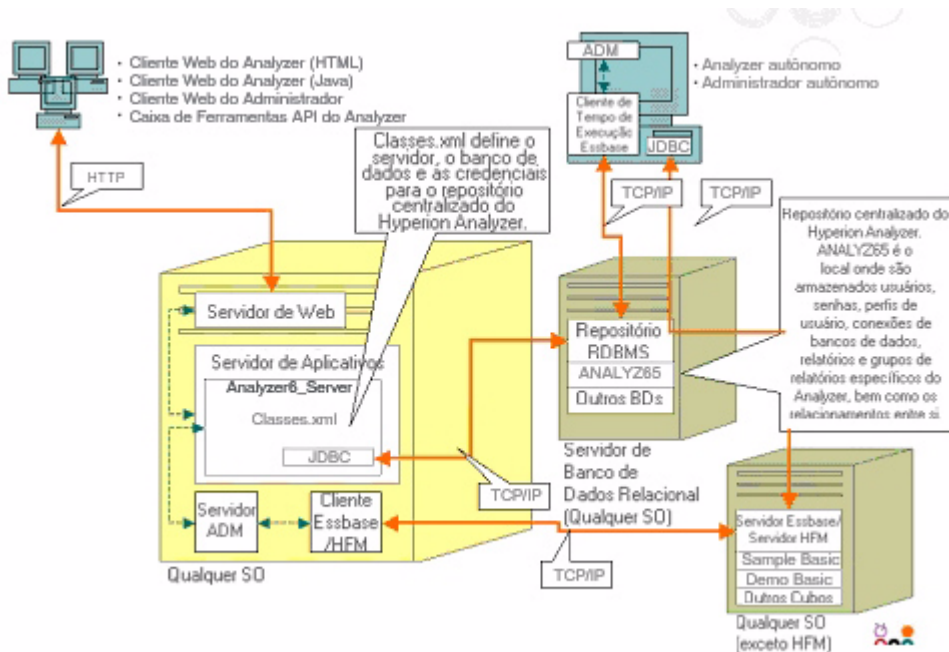 · Cliente Web do Analyzer (HTML)
· Cliente Web do Analyzer (Java)
· Cliente Web do Administrador
· Caixa de Ferramentas API do Analyzer
ADM
Cliente de
Tempo de
Execução
Essbase
JDBC
· Analyzer autônomo
· Administrador autônomo
HTTP
Classes.xml define o
servidor, o banco de
dados e as credenciais
para o repositório
centralizado do
Hyperion Analyzer.
TCP/IP
TCP/IP
Repositório centralizado do
Hyperion Analyzer.
ANALYZ65 é o
local onde são
armazenados usuários,
senhas, perfis de
usuário, conexões de
bancos de dados,
relatórios e grupos de
relatórios específicos do
Analyzer, bem como os
relacionamentos entre si
Servidor de Web
Servidor de Aplicativos
Analyzer6_Server
Classes.xml
JDBC
Repositório
RDBMS
ANALYZ65
Outros BDs
Servidor de
Banco de
Dados Relacional
(Qualquer SO)
TCP/IP
Servidor
ADM
Cliente
Essbase
/HFM
Qualquer SO
TCP/IP
Servidor Essbase/
Servidor HFM
Sample Basic
Demo Basic
Outros Cubos
Qualquer SO
(exceto HFM)